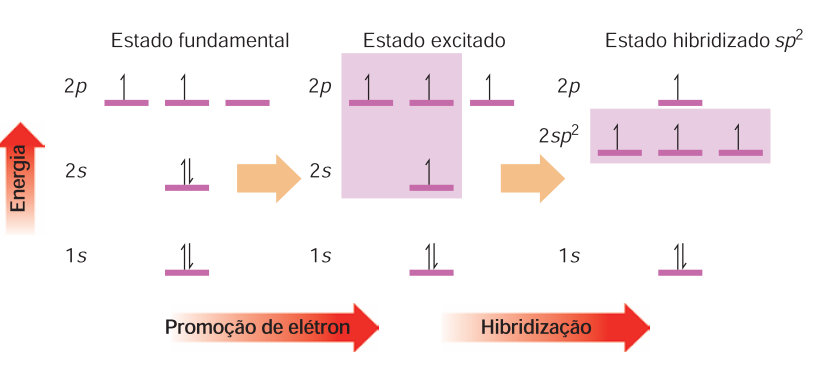 Estado fundamental
Estado excitado
Estado hibridizado sp²
2p
2p
2p
2sp²
2s
2s
1s
1s
1s
Energia
Promoção de elétron
Hibridização